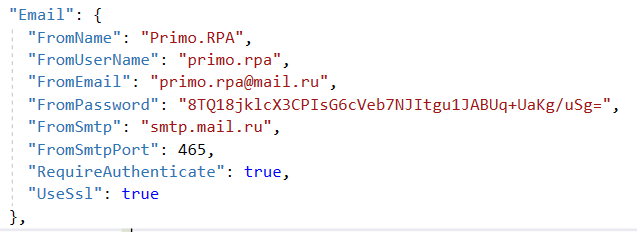 "Email": {
"FromName": "Primo.RPA",
"FromUserName": "primo.rpa",
"FromEmail": "primo.rpa@mail.ru",
"FromPassword": "8TQ18jklcX3CPIsG6cVeb7NJItgu1JABUq+UaKg/uSg=",
"FromSmtp": "smtp.mail.ru",
"FromSmtpPort": 465,
"RequireAuthenticate": true,
"UseSsl": true
},